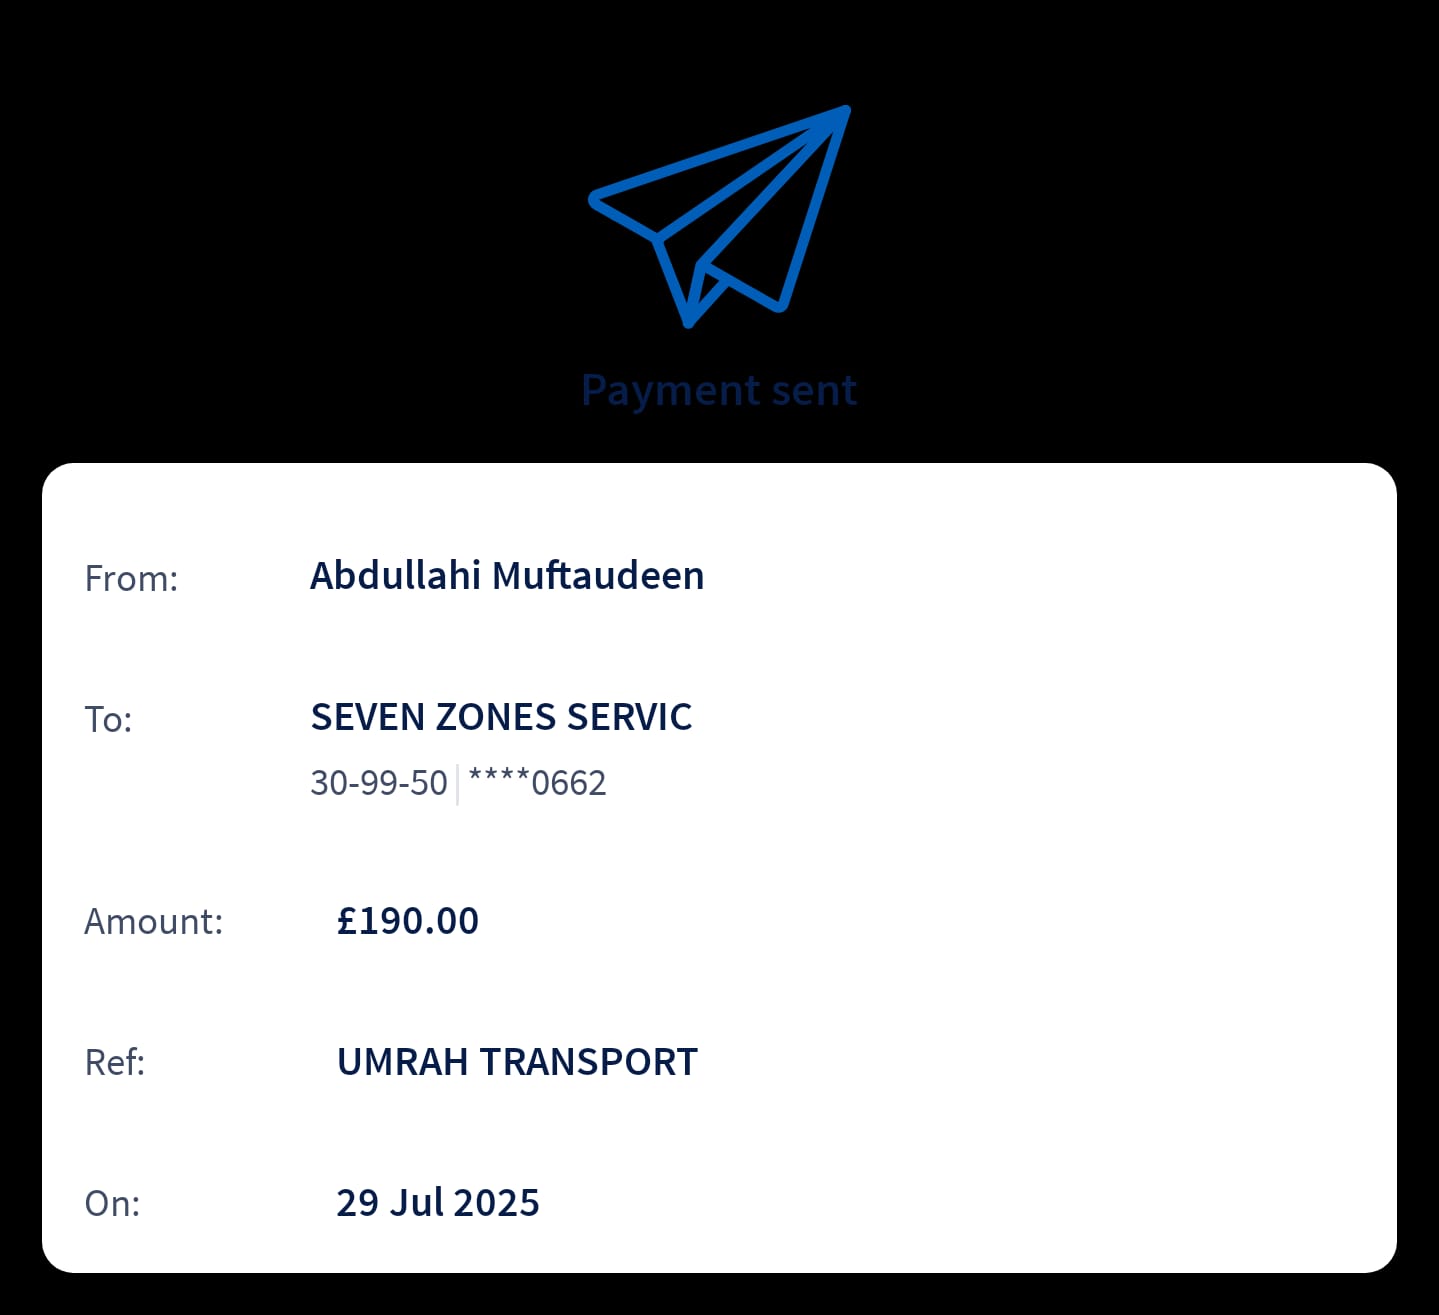 Payment sent
From: Abdullahi Muftaudeen
To: SEVEN ZONES SERVIC
30-99-50 ****0662
Amount: £190.00
Ref: UMRAH TRANSPORT
On: 29 Jul 2025